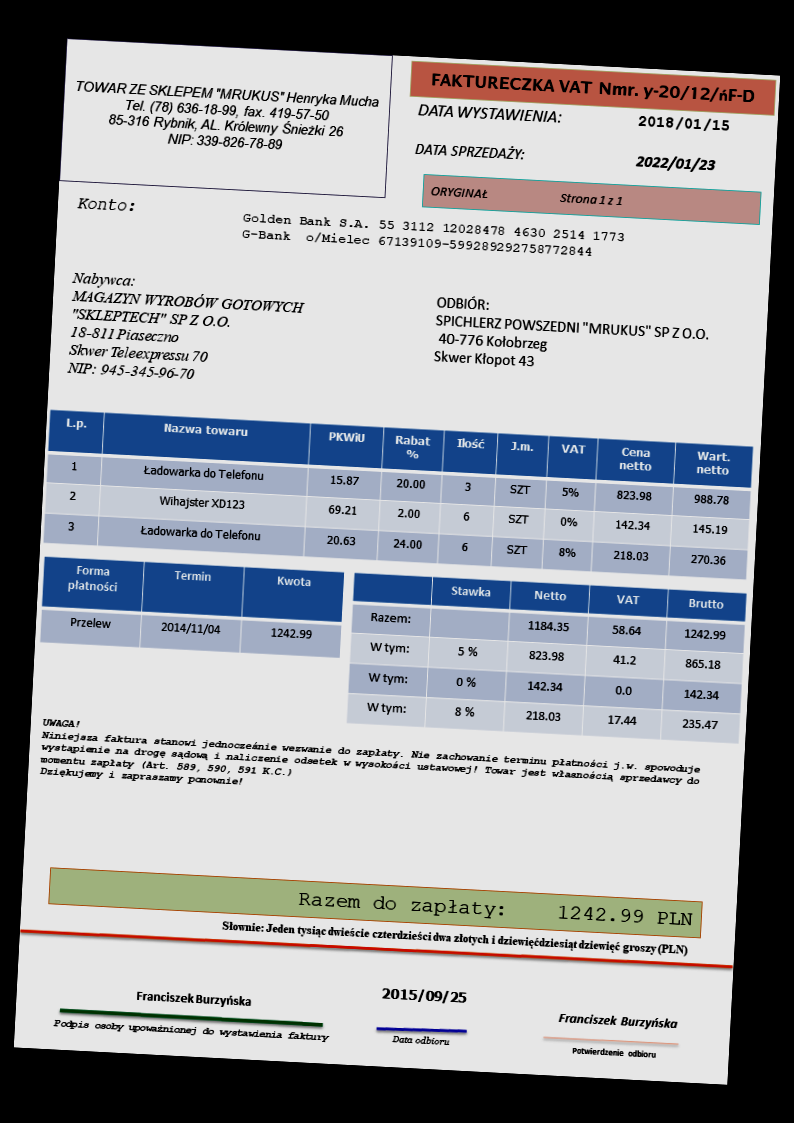 TOWAR ZE SKLEPEM "MRUKUS" Henryka Mucha
Tel. (78) 636-18-99, fax. 419-57-50
85-316 Rybnik, AL. Królewny Śnieżki 26
NIP: 339-826-78-89
FAKTURECZKA VAT Nmr. y-20/12/ńF-D
DATA WYSTAWIENIA: 2018/01/15
DATA SPRZEDAŻY: 2022/01/23
ORYGINAŁ Strona 1 z 1
Konto:
Golden Bank S.A. 55 3112 12028478 4630 2514 1773
G-Bank o/Mielec 67139109-599289292758772844
Nabywca:
MAGAZYN WYROBÓW GOTOWYCH
"SKLEPTECH" SP Z O.O.
18-811 Piaseczno
Skwer Teleexpressu 70
NIP: 945-345-96-70
ODBIÓR:
SPICHLERZ POWSZEDNI "MRUKUS" SP Z O.O.
40-776 Kołobrzeg
Skwer Kłopot 43
L.p. Nazwa towaru PKWiU Rabat % Ilość J.m. VAT Cena netto Wart. netto
1 Ładowarka do Telefonu 15.87 20.00 3 SZT 5% 823.98 988.78
2 Wihajster XD123 69.21 2.00 6 SZT 0% 142.34 145.19
3 Ładowarka do Telefonu 20.63 24.00 6 SZT 8% 218.03 270.36
Forma płatności Termin Kwota
Przelew 2014/11/04 1242.99
Stawka Netto VAT Brutto
Razem: 1184.35 58.64 1242.99
W tym: 5 % 823.98 41.2 865.18
W tym: 0 % 142.34 0.0 142.34
W tym: 8 % 218.03 17.44 235.47
UWAGA!
Niniejsza faktura stanowi jednocześnie wezwanie do zapłaty. Nie zachowanie terminu płatności j.w. spowoduje
wystąpienie na drogę sądową i naliczenie odsetek w wysokości ustawowej! Towar jest własnością sprzedawcy do
momentu zapłaty (Art. 589, 590, 591 K.C.)
Dziękujemy i zapraszamy ponownie!
Razem do zapłaty: 1242.99 PLN
Słownie: Jeden tysiąc dwieście czterdzieści dwa złotych i dziewięćdziesiąt dziewięć groszy (PLN)
Franciszek Burzyńska
Podpis osoby upoważnionej do wystawienia faktury
2015/09/25
Data odbioru
Franciszek Burzyńska
Potwierdzenie odbioru